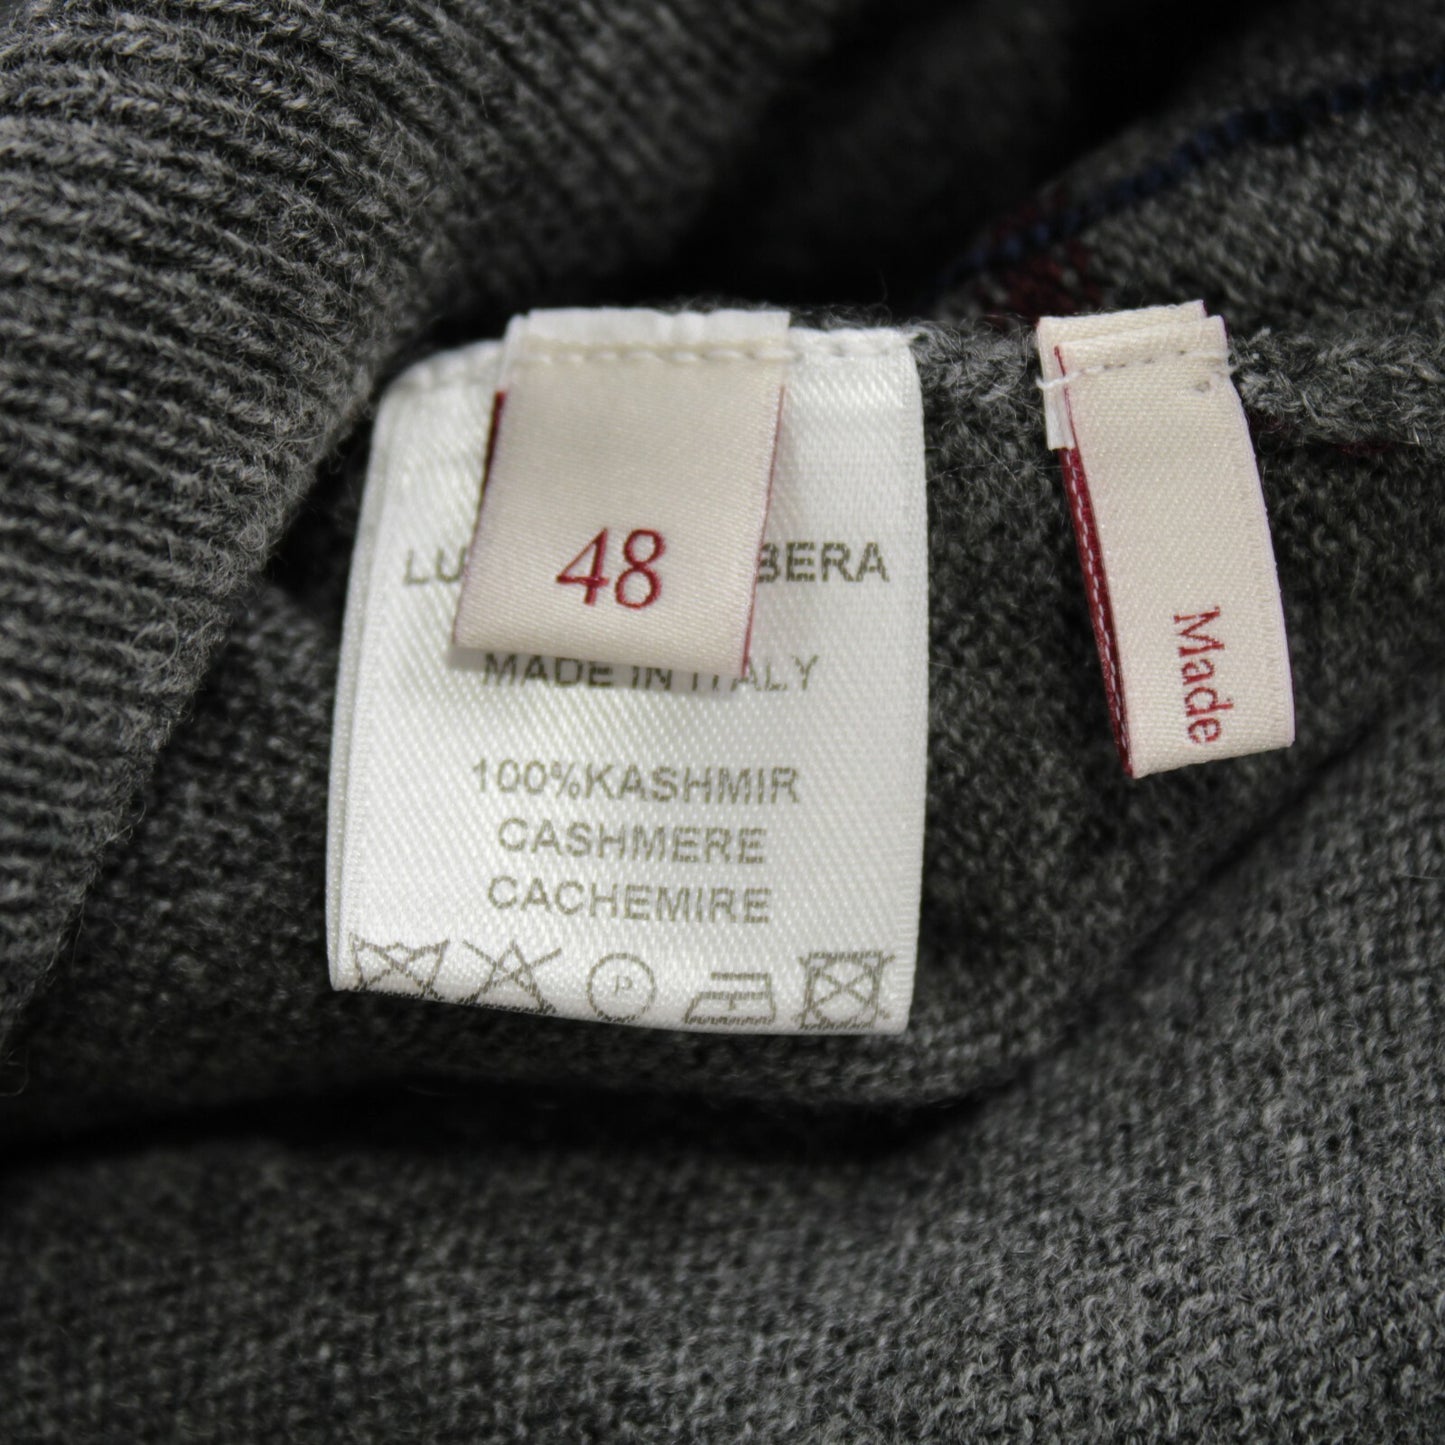 48
MADE IN ITALY
100%KASHMIR
CASHMERE
CACHEMIRE
P
Made